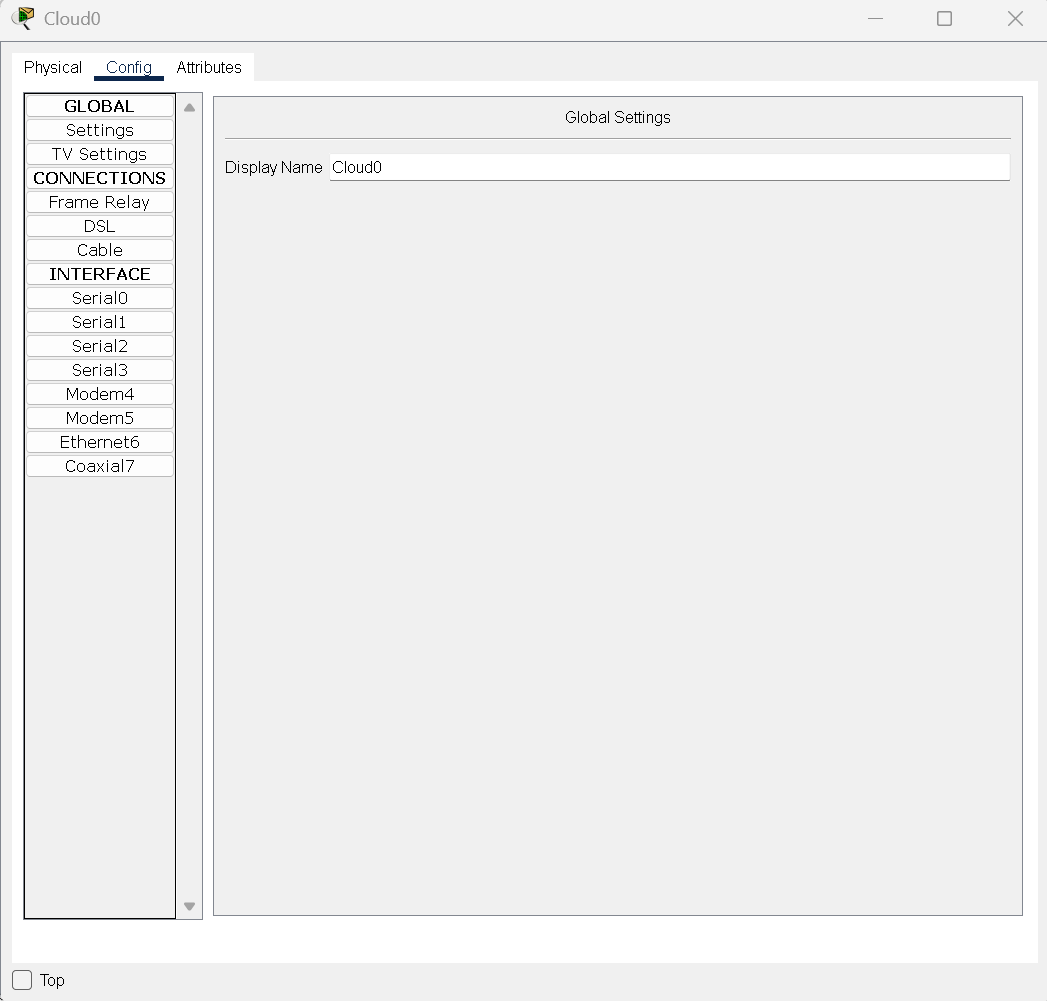 Cloud0
Physical Config Attributes
GLOBAL
Settings
TV Settings
CONNECTIONS
Frame Relay
DSL
Cable
INTERFACE
Serial0
Serial1
Serial2
Serial3
Modem4
Modem5
Ethernet6
Coaxial7
Global Settings
Display Name Cloud0
Top